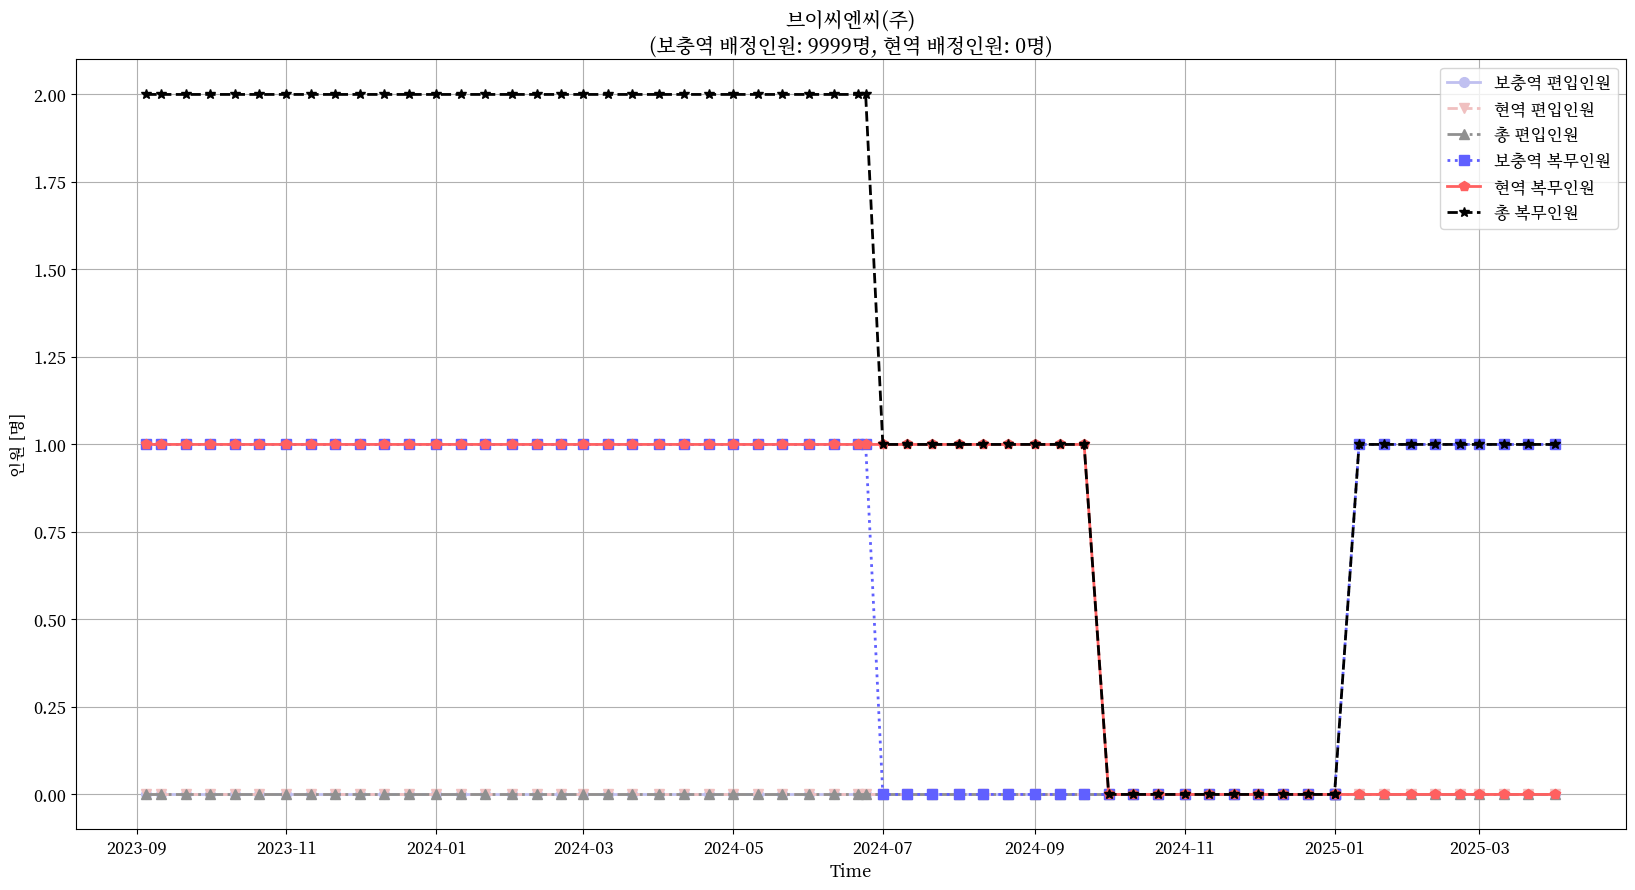 브이씨엔씨(주)
(보충역 배정인원: 9999명, 현역 배정인원: 0명)
보충역 편입인원
현역 편입인원
총 편입인원
보충역 복무인원
현역 복무인원
총 복무인원
인원 [명]
2.00
1.75
1.50
1.25
1.00
0.75
0.50
0.25
0.00
2023-09
2023-11
2024-01
2024-03
2024-05
2024-07
2024-09
2024-11
2025-01
2025-03
Time